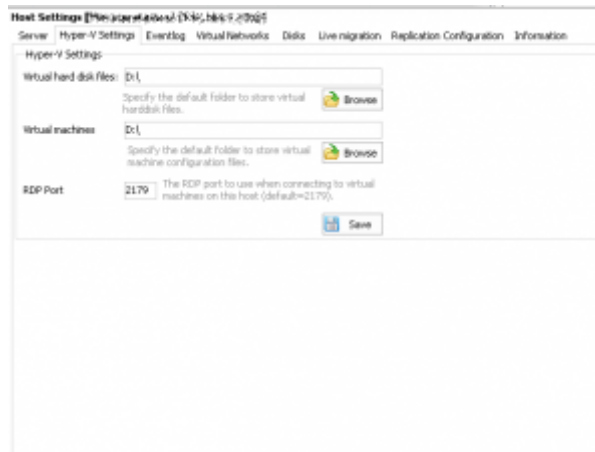 Host Settings
Server Hyper-V Settings Eventlog Virtual Networks Disks Live migration Replication Configuration Information
Hyper-V Settings
Virtual hard disk files: D:\,
Specify the default folder to store virtual
harddisk files.
Browse
Virtual machines D:\,
Specify the default folder to store virtual
machine configuration files.
Browse
RDP Port 2179 The RDP port to use when connecting to virtual
machines on this host (default=2179).
Save